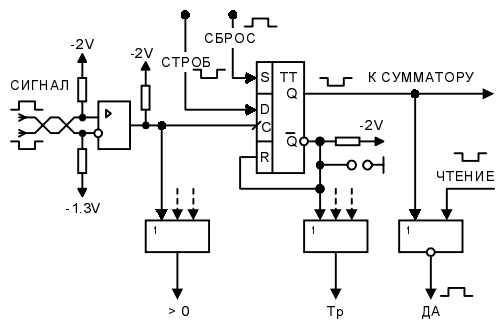 СБРОС
-2V
-2V
СТРОБ
СИГНАЛ
S
TT
Q
К СУММАТОРУ
D
C
Q
-2V
R
ЧТЕНИЕ
-1.3V
1
1
1
> 0
Тр
ДА